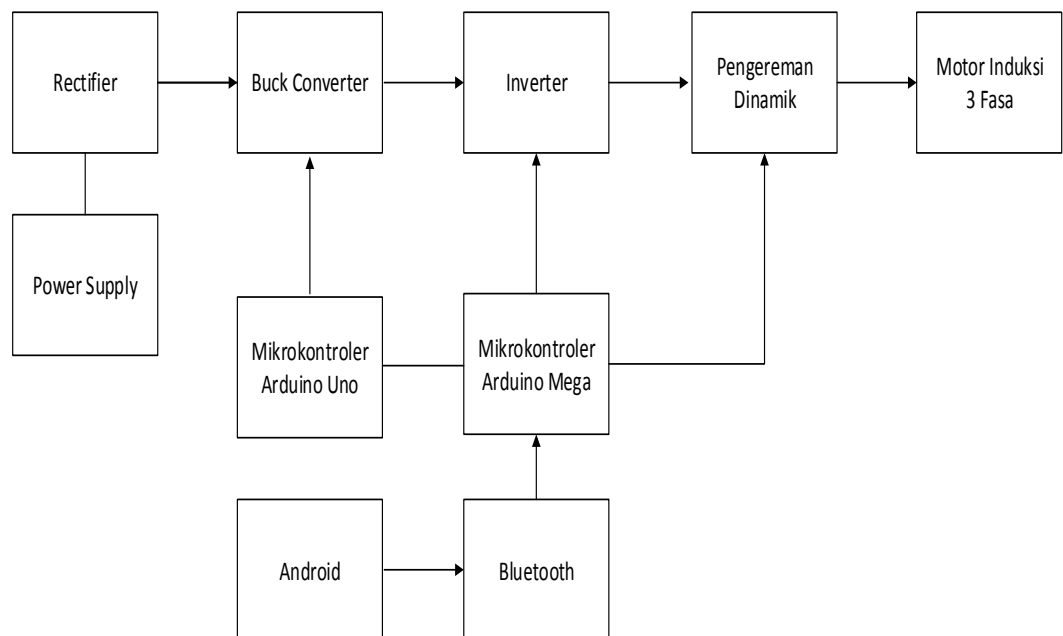 Rectifier
Buck Converter
Inverter
Pengereman
Dinamik
Motor Induksi
3 Fasa
Power Supply
Mikrokontroler
Arduino Uno
Mikrokontroler
Arduino Mega
Android
Bluetooth